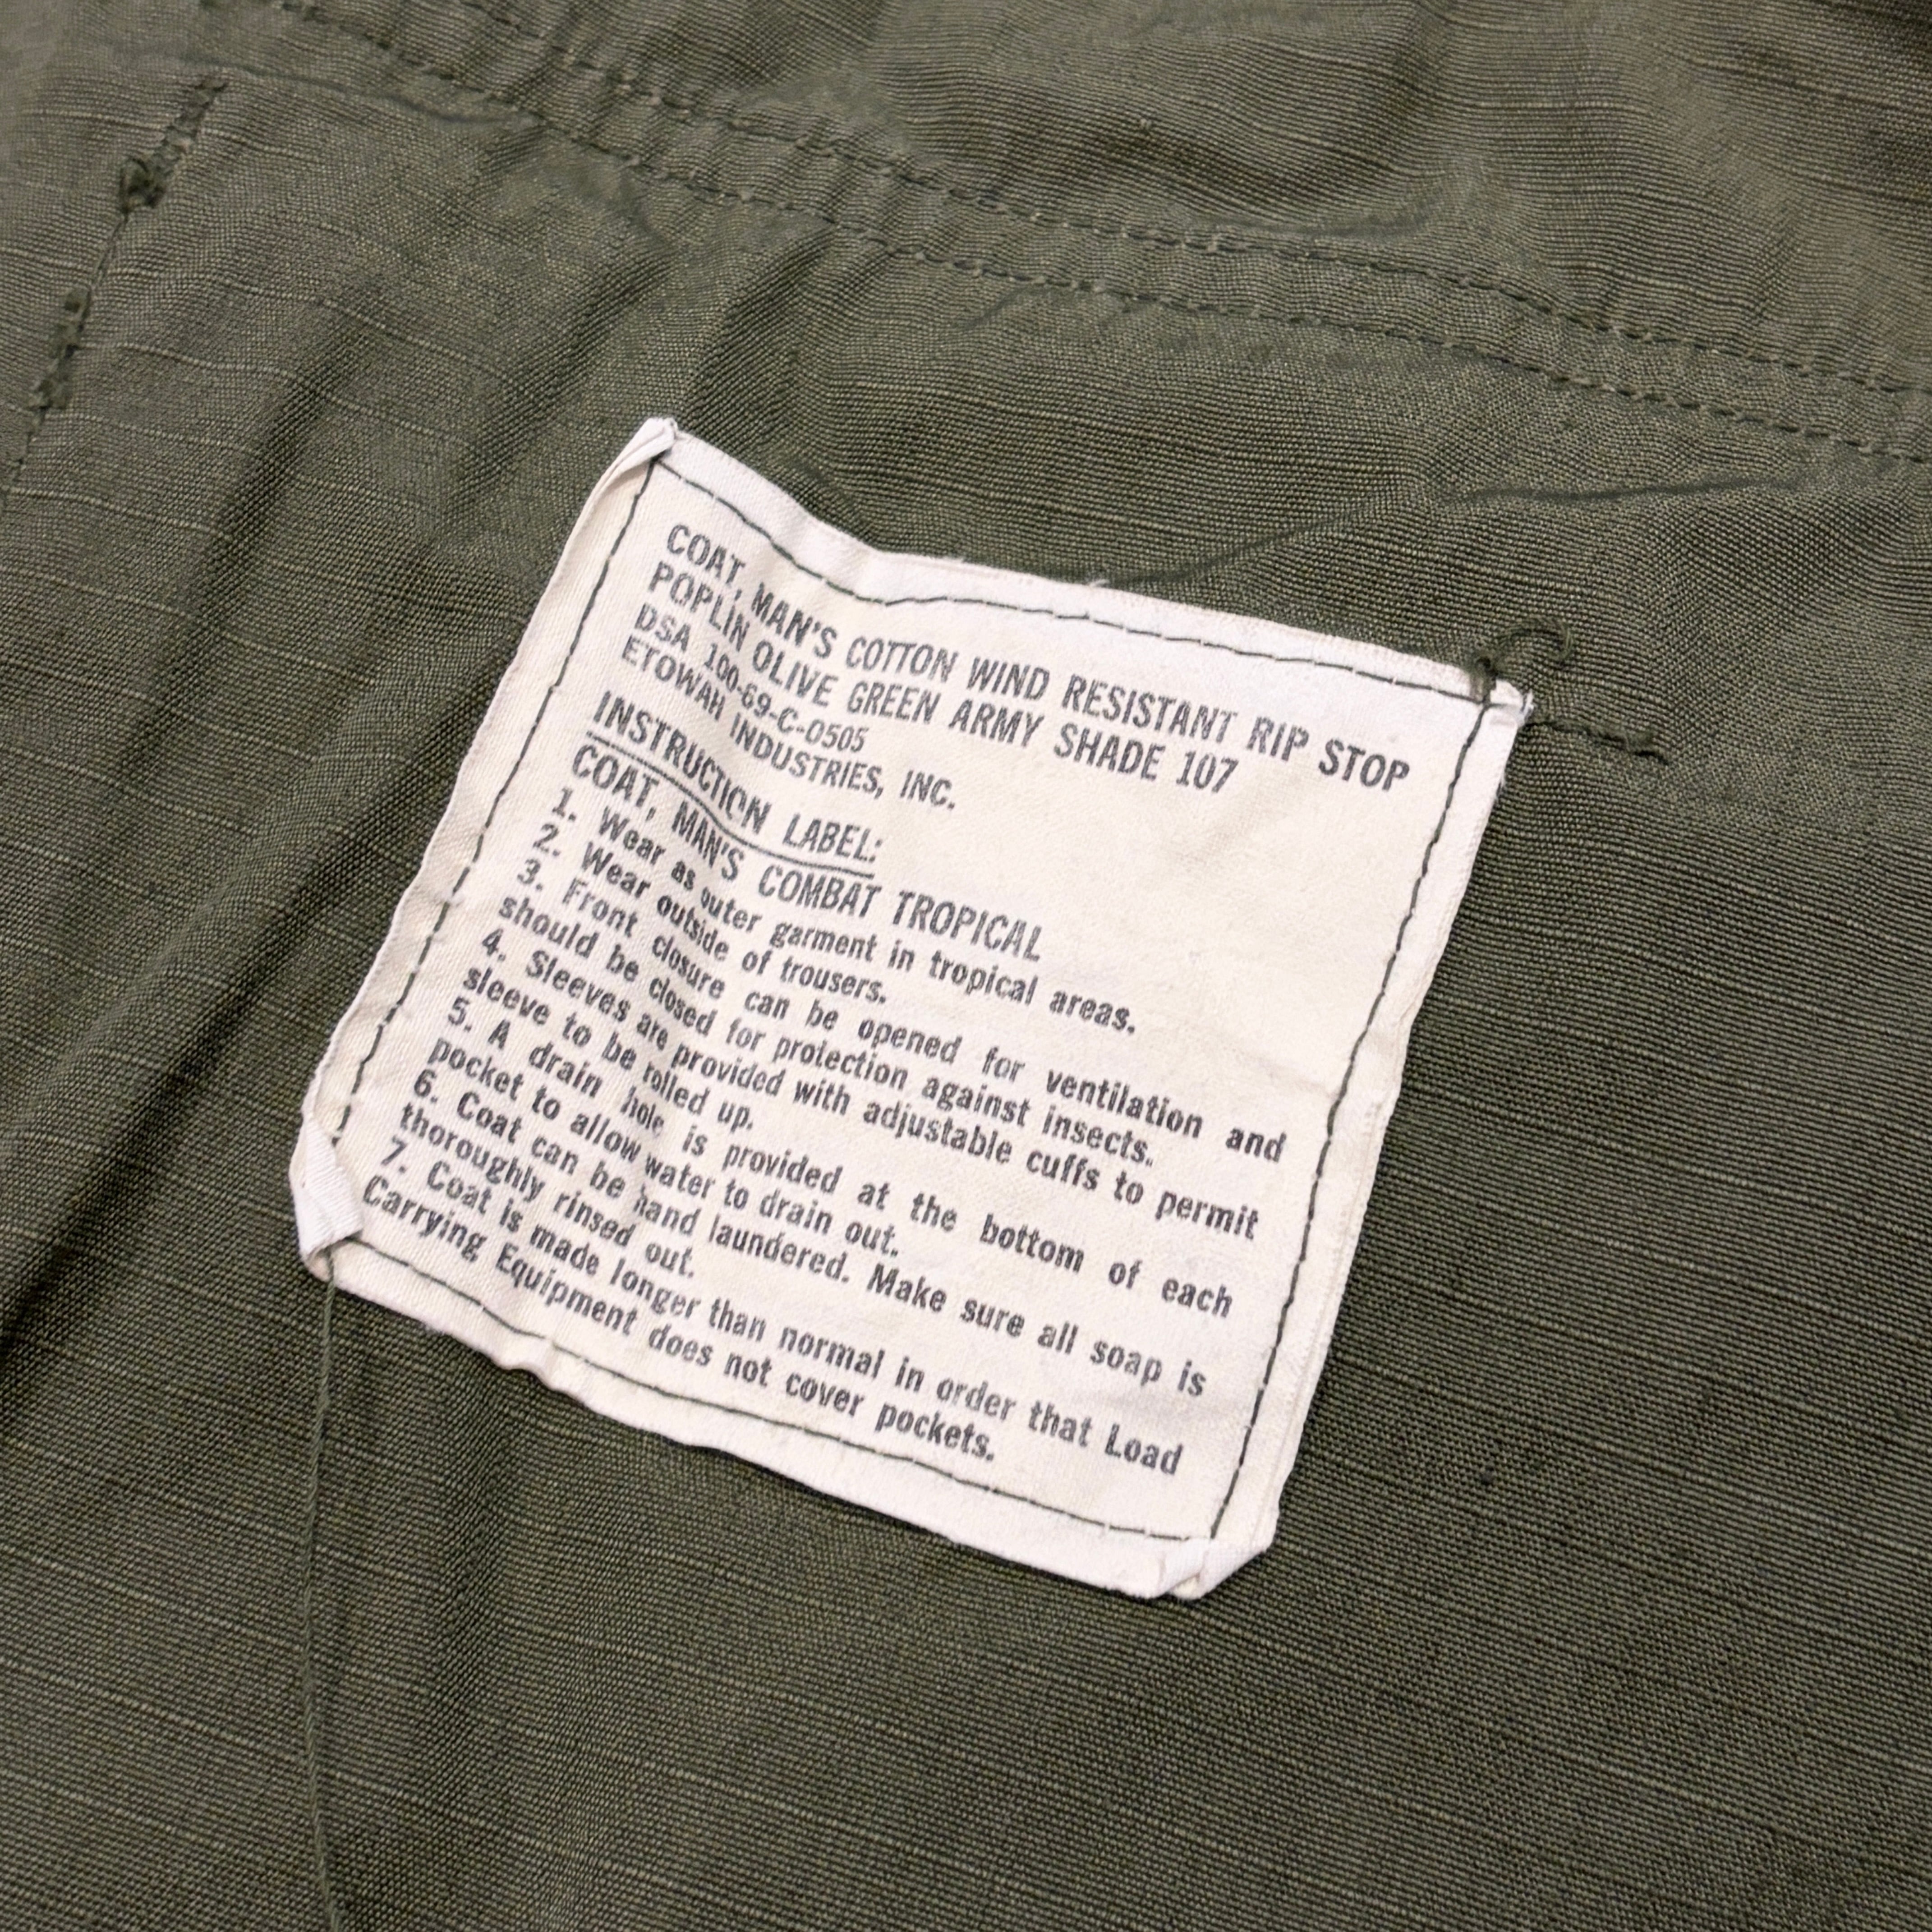 COAT, MAN'S COTTON WIND RESISTANT RIP STOP
POPLIN OLIVE GREEN ARMY SHADE 107
DSA 100-69-C-0505
ETOWAH INDUSTRIES, INC.
INSTRUCTION LABEL:
COAT, MAN'S COMBAT TROPICAL
1. Wear as outer garment in tropical areas.
2. Wear outside of trousers.
3. Front closure can be opened for ventilation and
should be closed for protection against insects.
4. Sleeves are provided with adjustable cuffs to permit
sleeve to be rolled up.
5. A drain hole is provided at the bottom of each
pocket to allow water to drain out.
6. Coat can be hand laundered. Make sure all soap is
thoroughly rinsed out.
7. Coat is made longer than normal in order that Load
Carrying Equipment does not cover pockets.